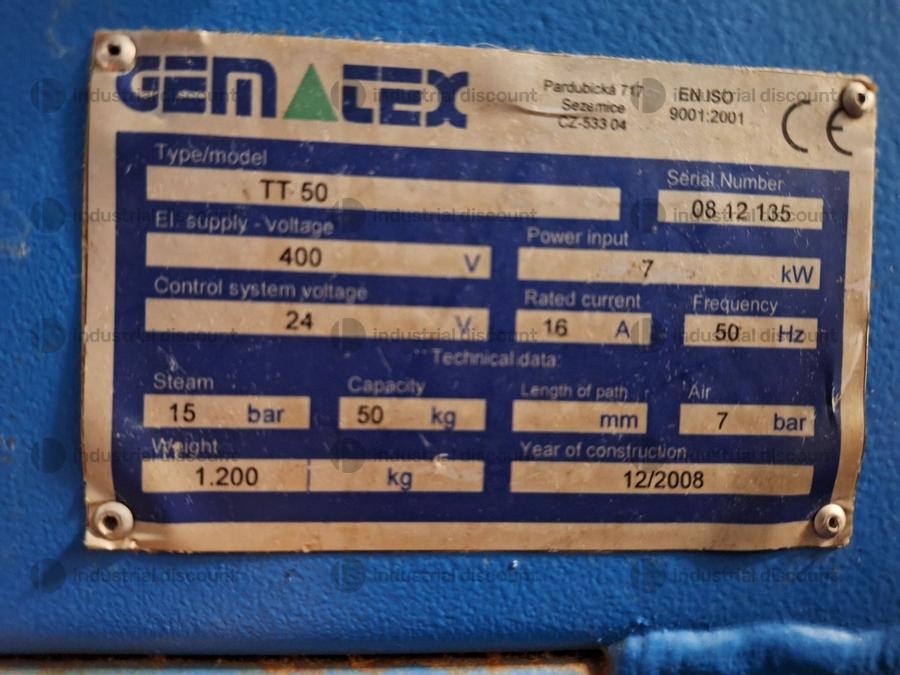 GEMATEX
Pardubická 717
Sezemice
CZ-533 04
EN ISO
9001:2001
CE
Type/model
TT 50
Serial Number
08 12 135
El. supply - voltage
400 V
Power input
7 kW
Control system voltage
24 V
Rated current
16 A
Frequency
50 Hz
Technical data:
Steam
15 bar
Capacity
50 kg
Length of path
mm
Air
7 bar
Weight
1.200 kg
Year of construction
12/2008
industrial discount